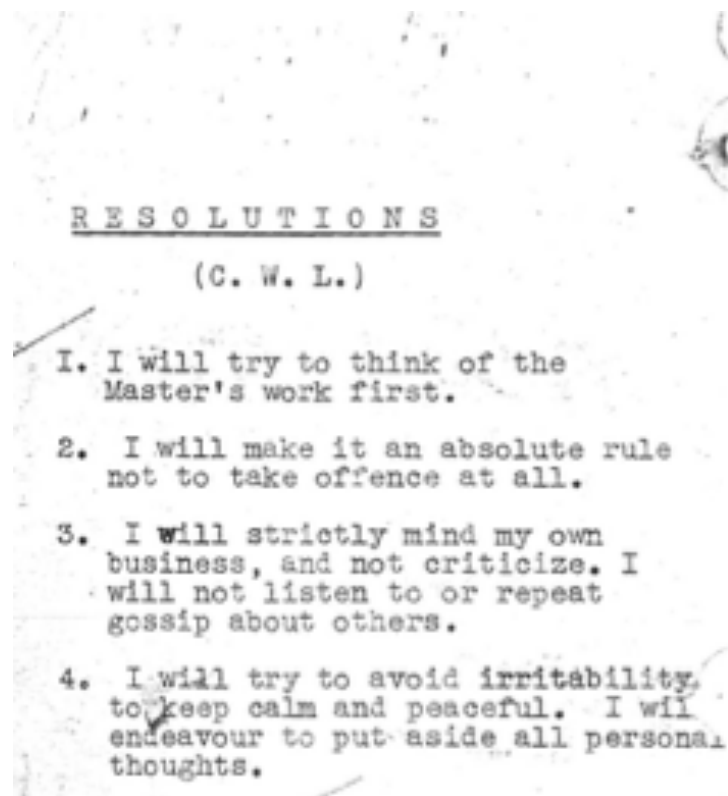 RESOLUTIONS
(C. W. L.)
I. I will try to think of the
Master's work first.
2. I will make it an absolute rule
not to take offence at all.
3. I will strictly mind my own
business, and not criticize. I
will not listen to or repeat
gossip about others.
4. I will try to avoid irritability,
to keep calm and peaceful. I wil
endeavour to put aside all personal
thoughts.